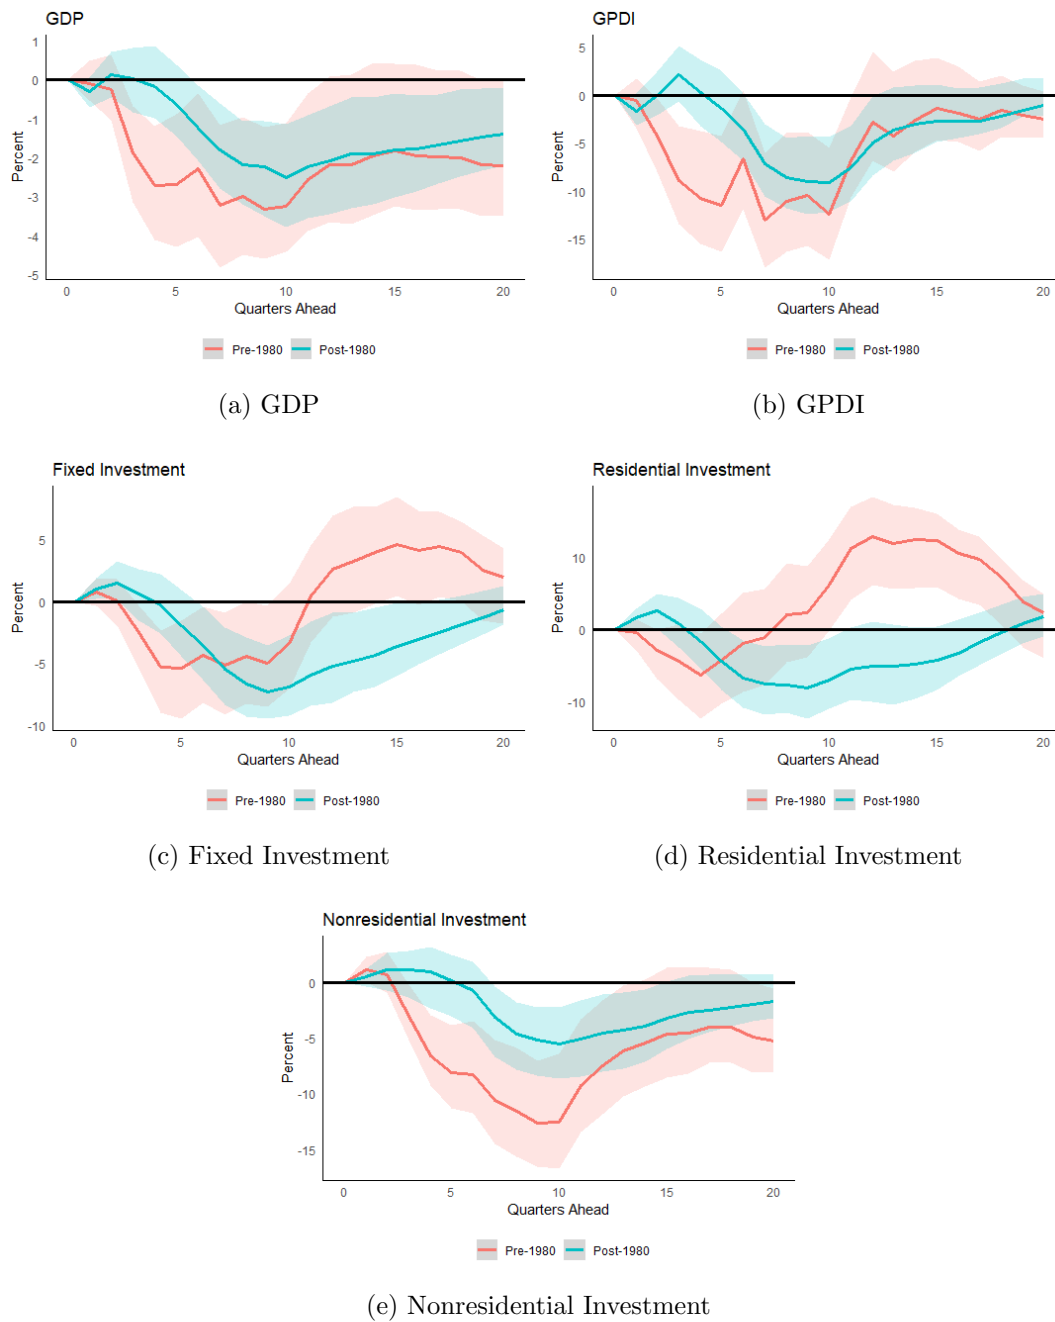 GDP
1
0
-1
-2
-3
-4
-5
Percent
0 5 10 15 20
Quarters Ahead
Pre-1980 Post-1980
(a) GDP
GPDI
5
0
-5
-10
-15
Percent
0 5 10 15 20
Quarters Ahead
Pre-1980 Post-1980
(b) GPDI
Fixed Investment
5
0
-5
-10
Percent
0 5 10 15 20
Quarters Ahead
Pre-1980 Post-1980
(c) Fixed Investment
Residential Investment
10
0
-10
Percent
0 5 10 15 20
Quarters Ahead
Pre-1980 Post-1980
(d) Residential Investment
Nonresidential Investment
0
-5
-10
-15
Percent
0 5 10 15 20
Quarters Ahead
Pre-1980 Post-1980
(e) Nonresidential Investment